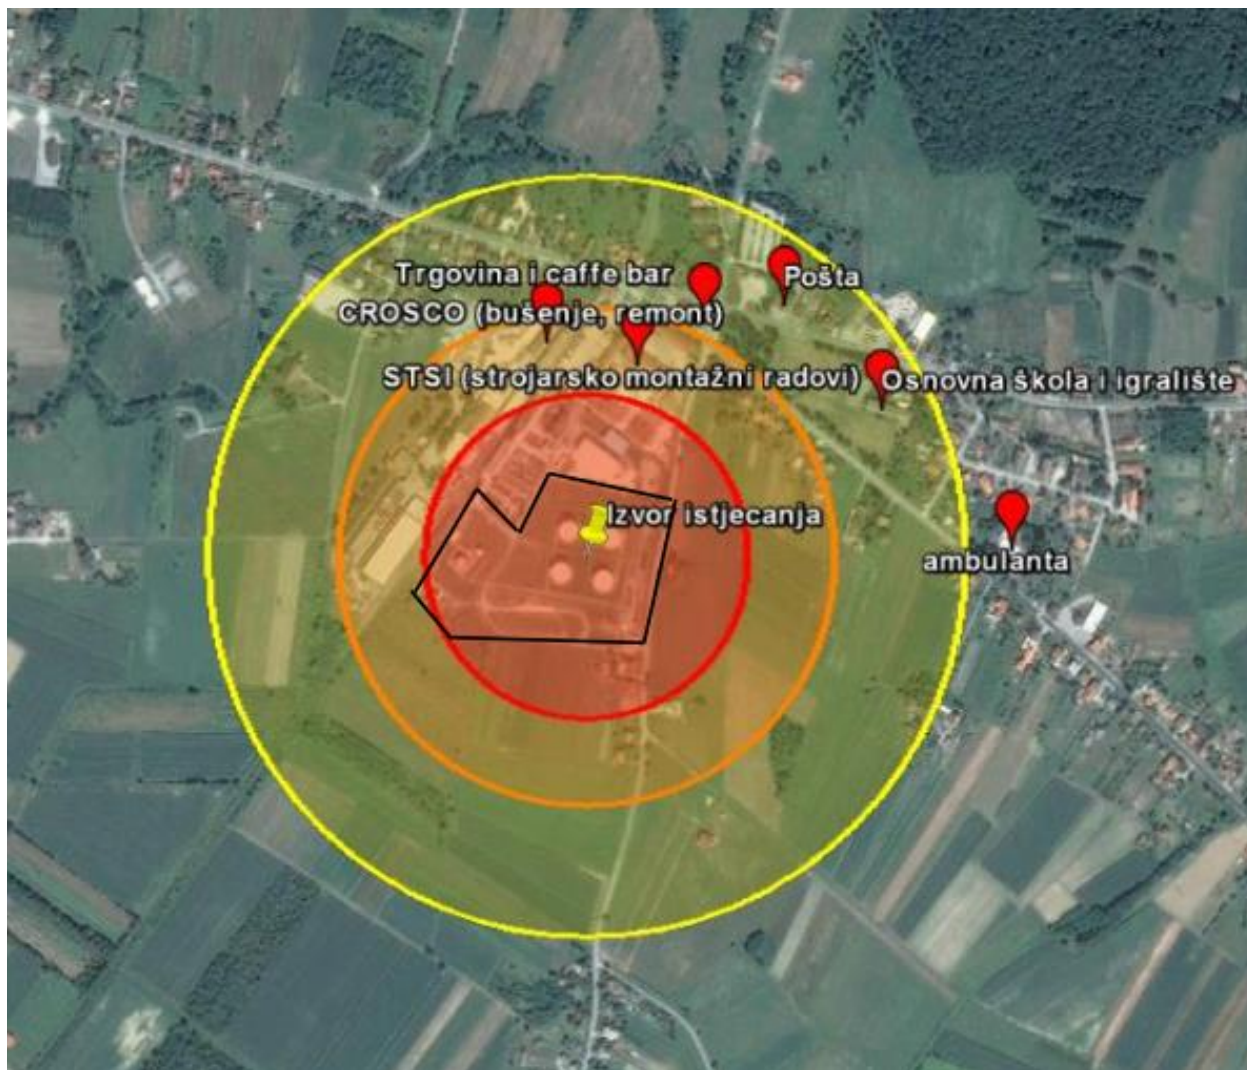 Trgovina i caffe bar
Pošta
CROSCO (bušenje, remont)
STSI (strojarsko montažni radovi)
Osnovna škola i igralište
Izvor istjecanja
ambulanta